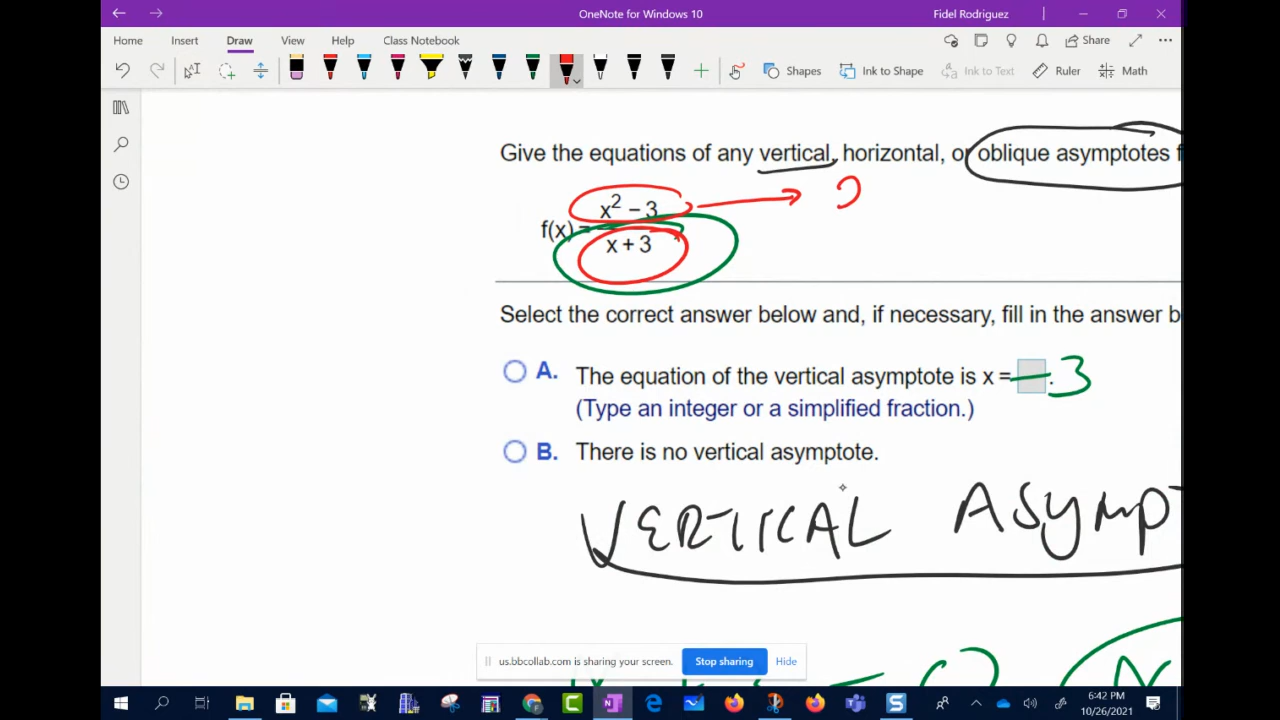 OneNote for Windows 10
Fidel Rodriguez
Home Insert Draw View Help Class Notebook Share
Shapes Ink to Shape Ink to Text Ruler Math
Give the equations of any vertical, horizontal, or oblique asymptotes f
f(x) = x² − 3 / x + 3
Select the correct answer below and, if necessary, fill in the answer b
A. The equation of the vertical asymptote is x = − 3 .
(Type an integer or a simplified fraction.)
B. There is no vertical asymptote.
VERTICAL ASYMPT
us.bbcollab.com is sharing your screen. Stop sharing Hide
6:42 PM
10/26/2021